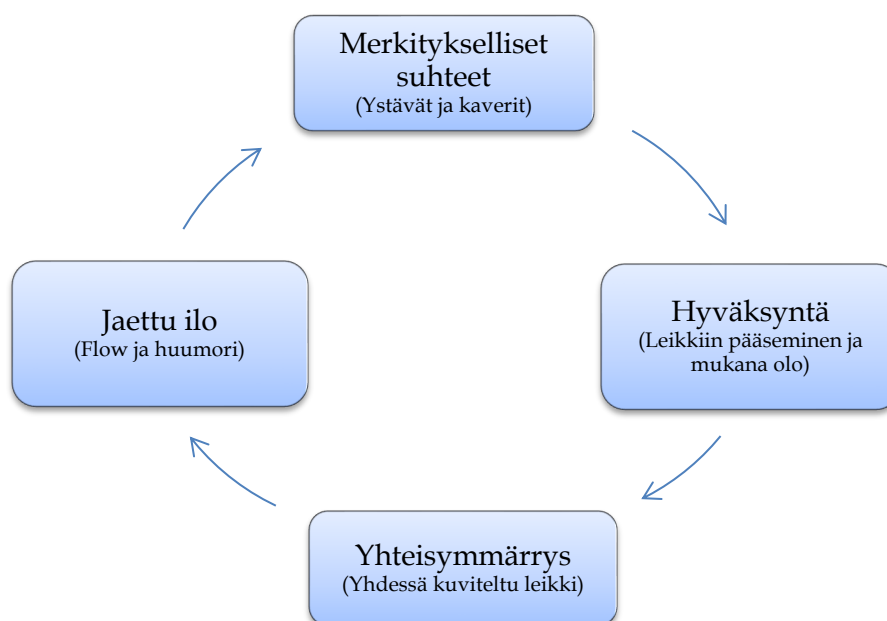 Merkitykselliset
suhteet
(Ystävät ja kaverit)
Hyväksyntä
(Leikkiin pääseminen ja
mukana olo)
Yhteisymmärrys
(Yhdessä kuviteltu leikki)
Jaettu ilo
(Flow ja huumori)